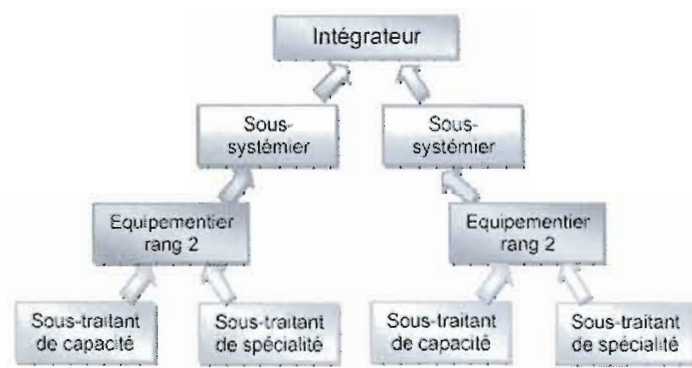 Intégrateur
Sous-
systémier
Sous-
systémier
Equipementier
rang 2
Equipementier
rang 2
Sous-traitant
de capacité
Sous-traitant
de spécialité
Sous-traitant
de capacité
Sous-traitant
de spécialité